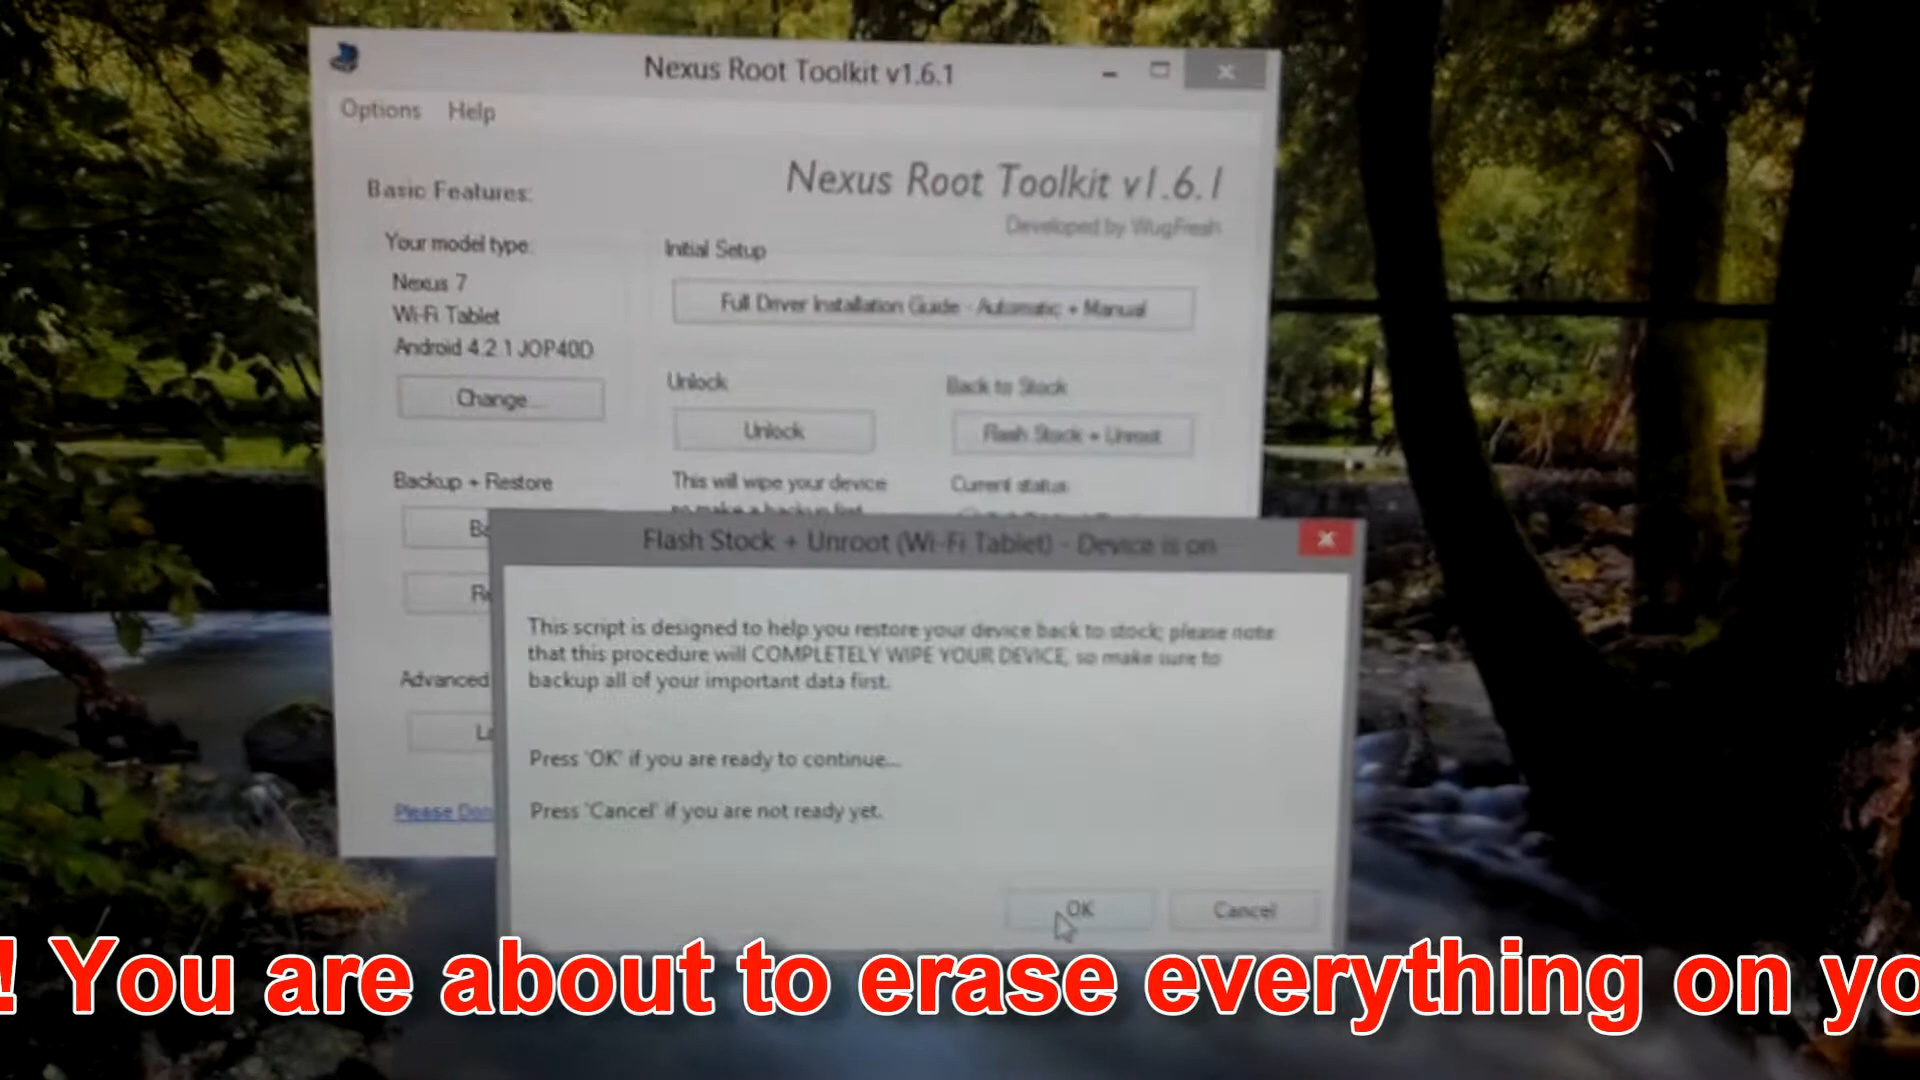 Nexus Root Toolkit v1.6.1
Options Help
Nexus Root Toolkit v1.6.1
Developed by WugFresh
Basic Features:
Your model type:
Nexus 7
Wi-Fi Tablet
Android 4.2.1 JOP40D
Change...
Initial Setup
Full Driver Installation Guide - Automatic + Manual
Unlock
Unlock
This will wipe your device
so make a backup first
Back to Stock
Flash Stock + Unroot
Current status:
Backup + Restore
Ba
Re
Advanced
La
Please Don
Flash Stock + Unroot (Wi-Fi Tablet) - Device is on
This script is designed to help you restore your device back to stock; please note
that this procedure will COMPLETELY WIPE YOUR DEVICE, so make sure to
backup all of your important data first.
Press 'OK' if you are ready to continue...
Press 'Cancel' if you are not ready yet.
OK Cancel
! You are about to erase everything on yo